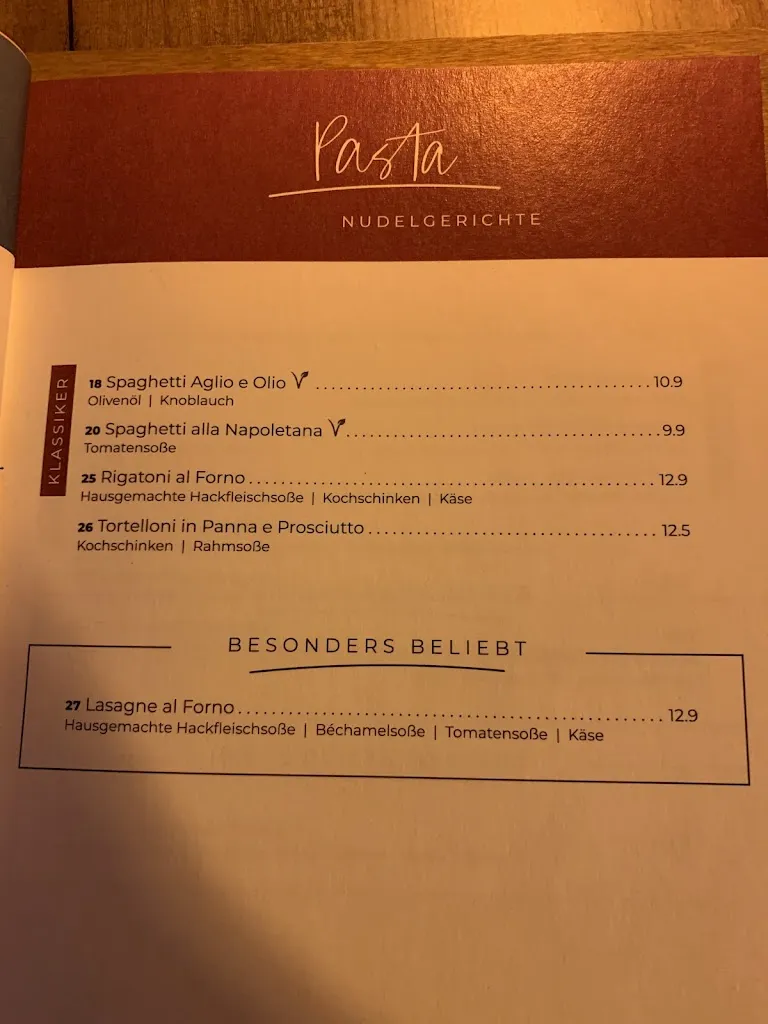 Pasta
NUDELGERICHTE
KLASSIKER
18 Spaghetti Aglio e Olio V 10.9
Olivenöl | Knoblauch
20 Spaghetti alla Napoletana V 9.9
Tomatensoße
25 Rigatoni al Forno 12.9
Hausgemachte Hackfleischsoße | Kochschinken | Käse
26 Tortelloni in Panna e Prosciutto 12.5
Kochschinken | Rahmsoße
BESONDERS BELIEBT
27 Lasagne al Forno 12.9
Hausgemachte Hackfleischsoße | Béchamelsoße | Tomatensoße | Käse